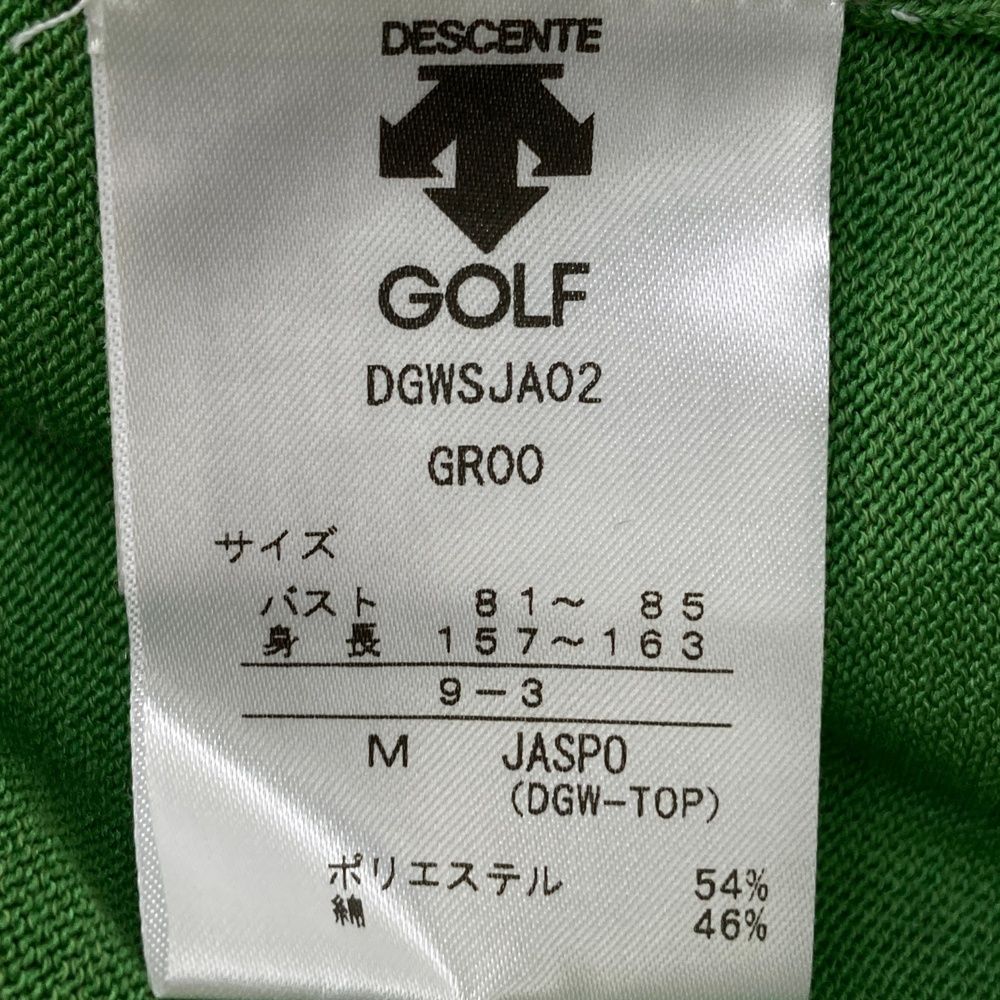 DESCENTE
GOLF
DGWSJA02
GR00
サイズ
バスト 81～ 85
身 長 157～163
9－3
M JASPO
(DGW-TOP)
ポリエステル 54%
綿 46%